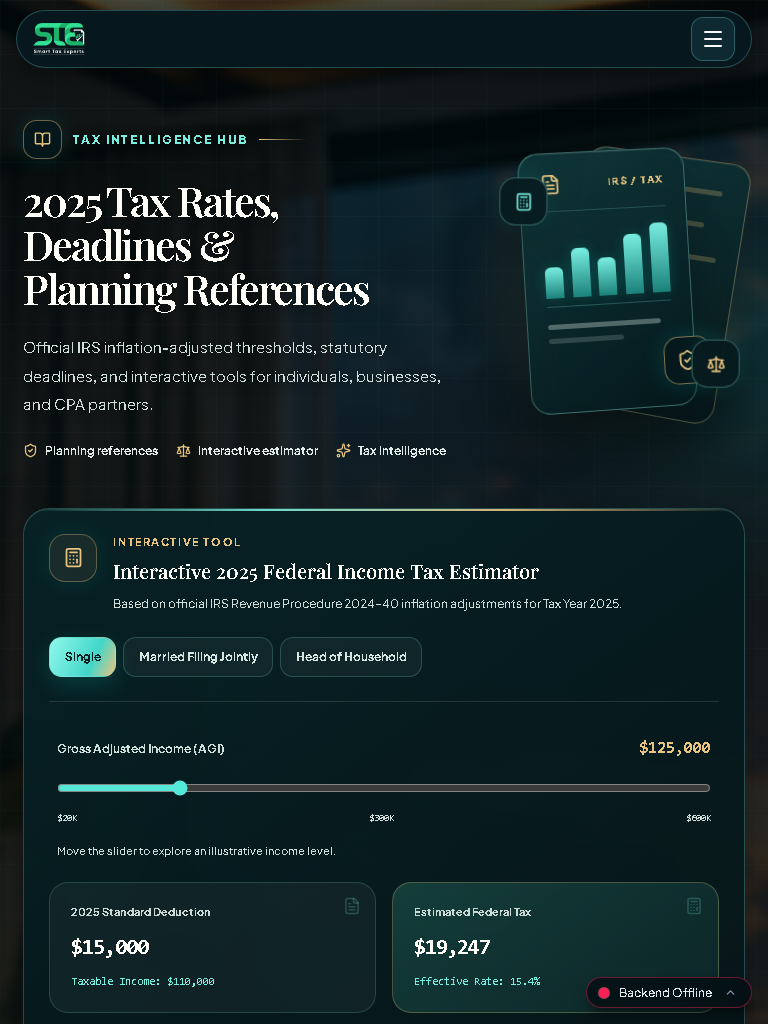 STE
Smart Tax Experts
TAX INTELLIGENCE HUB
IRS / TAX
2025 Tax Rates,
Deadlines &
Planning References
Official IRS inflation-adjusted thresholds, statutory
deadlines, and interactive tools for individuals, businesses,
and CPA partners.
Planning references
Interactive estimator
Tax intelligence
INTERACTIVE TOOL
Interactive 2025 Federal Income Tax Estimator
Based on official IRS Revenue Procedure 2024-40 inflation adjustments for Tax Year 2025.
Single
Married Filing Jointly
Head of Household
Gross Adjusted Income (AGI)
$125,000
$20K
$300K
$600K
Move the slider to explore an illustrative income level.
2025 Standard Deduction
$15,000
Taxable Income: $110,000
Estimated Federal Tax
$19,247
Effective Rate: 15.4%
Backend Offline